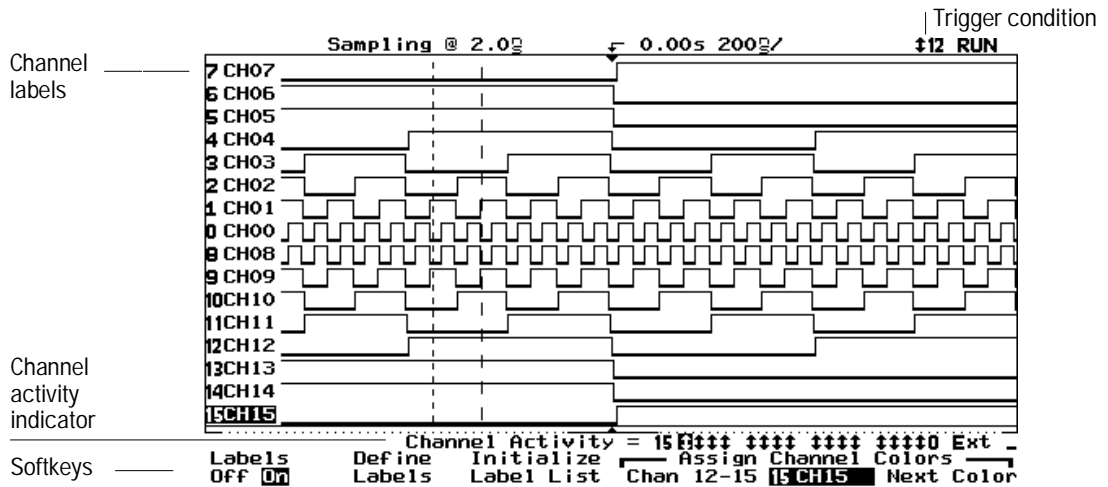 Trigger condition
Sampling @ 2.0n 0.00s 200n/ ↕12 RUN
Channel labels
7 CH07
6 CH06
5 CH05
4 CH04
3 CH03
2 CH02
1 CH01
0 CH00
8 CH08
9 CH09
10CH10
11CH11
12CH12
13CH13
14CH14
15CH15
Channel activity indicator
Channel Activity = 15 ↕↕↕ ↕↕↕↕ ↕↕↕↕ ↕↕↕↕0 Ext _
Softkeys
Labels Define Initialize Assign Channel Colors
Off On Labels Label List Chan 12-15 15 CH15 Next Color